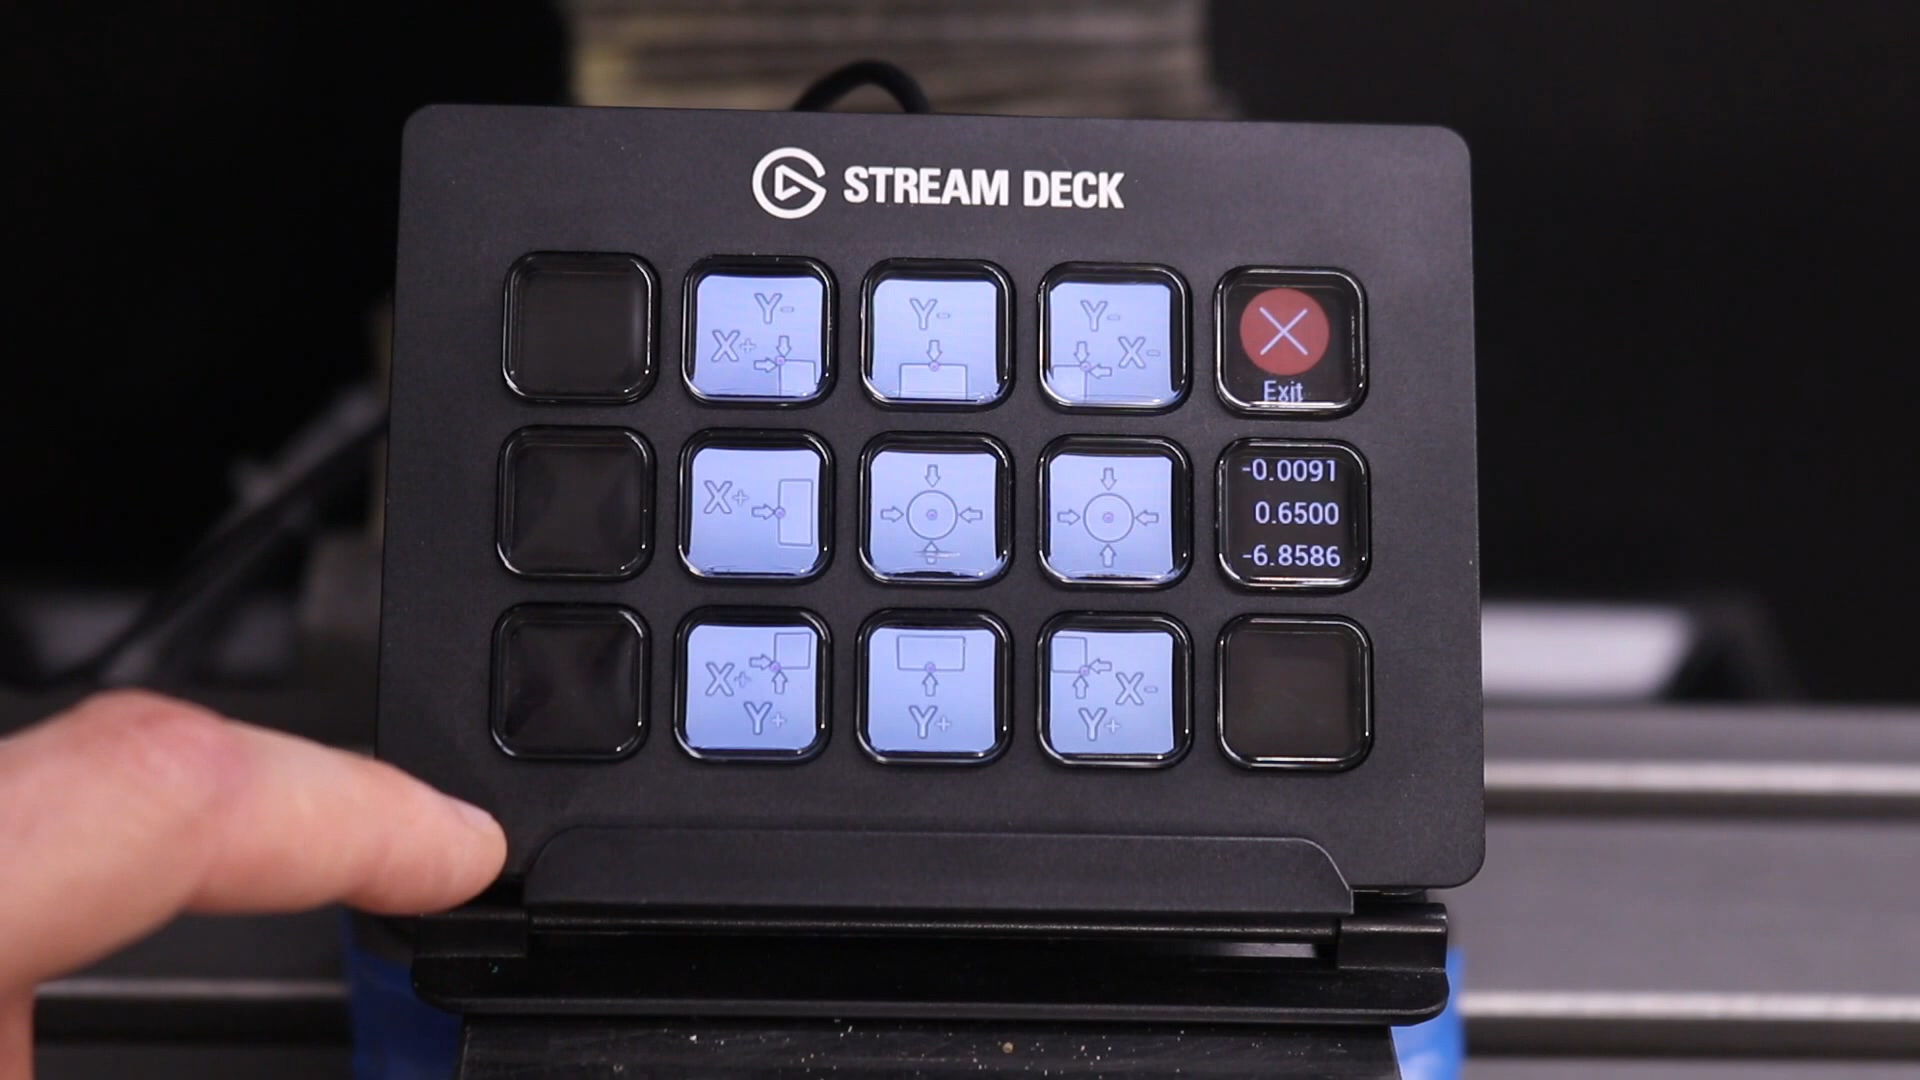 STREAM DECK
Y-
X+
Y-
Y-
X-
Exit
X+
-0.0091
0.6500
-6.8586
X+
Y+
Y+
X-
Y+